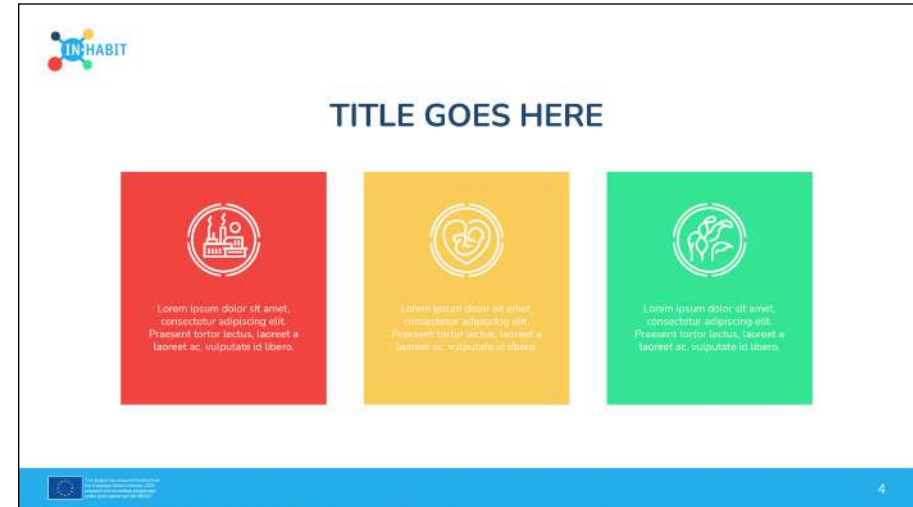 IN-HABIT
TITLE GOES HERE
Lorem ipsum dolor sit amet,
consectetur adipiscing elit.
Praesent tortor lectus, laoreet a
laoreet ac, vulputate id libero.
Lorem ipsum dolor sit amet,
consectetur adipiscing elit.
Praesent tortor lectus, laoreet a
laoreet ac, vulputate id libero.
Lorem ipsum dolor sit amet,
consectetur adipiscing elit.
Praesent tortor lectus, laoreet a
laoreet ac, vulputate id libero.
4